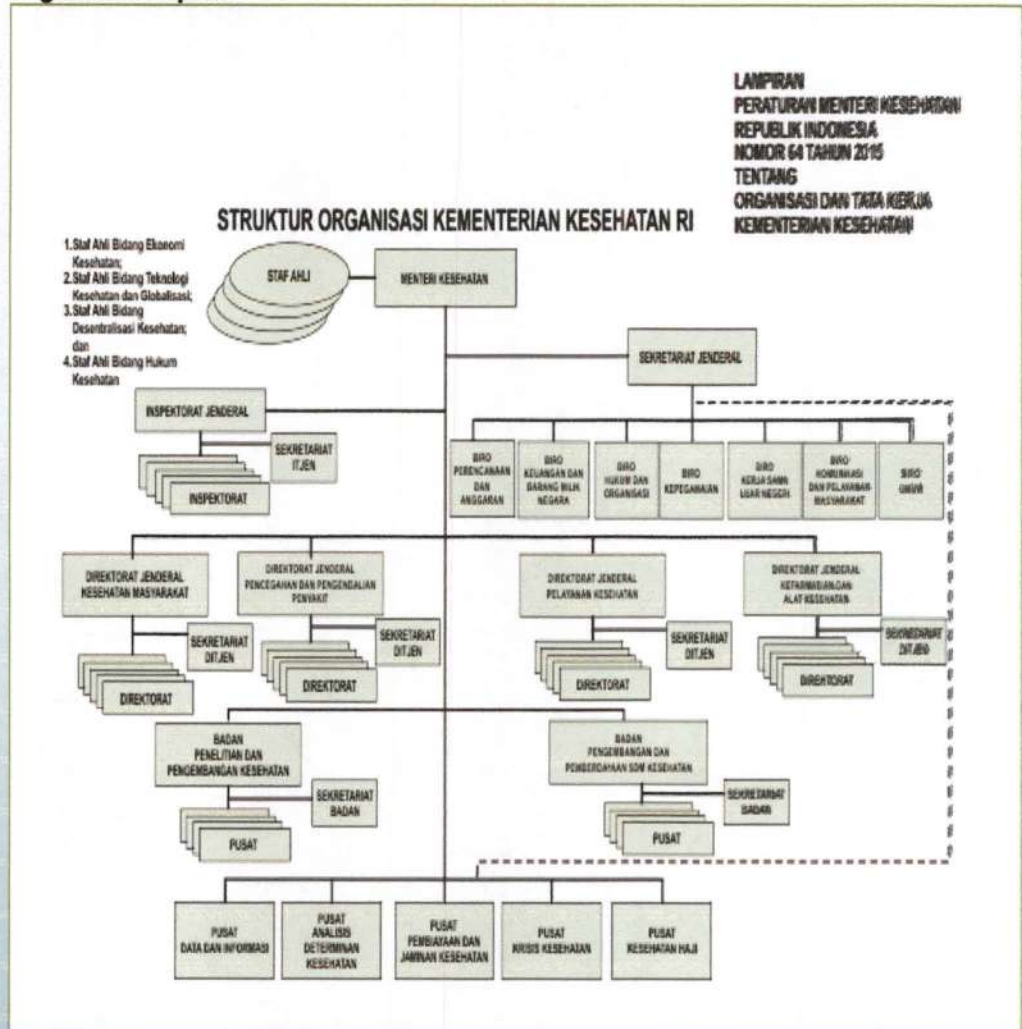 LAMPIRAN
PERATURAN MENTERI KESEHATAN
REPUBLIK INDONESIA
NOMOR 64 TAHUN 2015
TENTANG
ORGANISASI DAN TATA KERJA
KEMENTERIAN KESEHATAN
STRUKTUR ORGANISASI KEMENTERIAN KESEHATAN RI
1.Staf Ahli Bidang Ekonomi
Kesehatan;
2.Staf Ahli Bidang Teknologi
Kesehatan dan Globalisasi;
3.Staf Ahli Bidang
Desentralisasi Kesehatan;
dan
4.Staf Ahli Bidang Hukum
Kesehatan
STAF AHLI
MENTERI KESEHATAN
SEKRETARIAT JENDERAL
INSPEKTORAT JENDERAL
SEKRETARIAT
ITJEN
INSPEKTORAT
BIRO
PERENCANAAN
DAN
ANGGARAN
BIRO
KEUANGAN DAN
BARANG MILIK
NEGARA
BIRO
HUKUM DAN
ORGANISASI
BIRO
KEPEGAWAIAN
BIRO
KERJA SAMA
LUAR NEGERI
BIRO
KOMUNIKASI
DAN PELAYANAN
MASYARAKAT
BIRO
UMUM
DIREKTORAT JENDERAL
KESEHATAN MASYARAKAT
SEKRETARIAT
DITJEN
DIREKTORAT
DIREKTORAT JENDERAL
PENCEGAHAN DAN PENGENDALIAN
PENYAKIT
SEKRETARIAT
DITJEN
DIREKTORAT
DIREKTORAT JENDERAL
PELAYANAN KESEHATAN
SEKRETARIAT
DITJEN
DIREKTORAT
DIREKTORAT JENDERAL
KEFARMASIAN DAN
ALAT KESEHATAN
SEKRETARIAT
DITJEN
DIREKTORAT
BADAN
PENELITIAN DAN
PENGEMBANGAN KESEHATAN
SEKRETARIAT
BADAN
PUSAT
BADAN
PENGEMBANGAN DAN
PEMBERDAYAAN SDM KESEHATAN
SEKRETARIAT
BADAN
PUSAT
PUSAT
DATA DAN INFORMASI
PUSAT
ANALISIS
DETERMINAN
KESEHATAN
PUSAT
PEMBIAYAAN DAN
JAMINAN KESEHATAN
PUSAT
KRISIS KESEHATAN
PUSAT
KESEHATAN HAJI